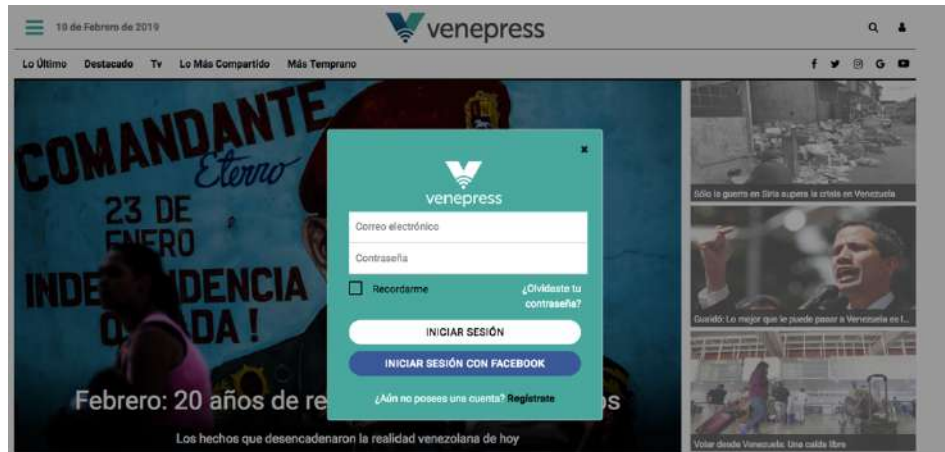 10 de Febrero de 2019
venepress
Lo Último Destacado Tv Lo Más Compartido Más Temprano
COMANDANTE
Eterno
23 DE
ENERO
INDE DENCIA
O DA !
venepress
Correo electrónico
Contraseña
Recordarme
¿Olvidaste tu
contraseña?
INICIAR SESIÓN
INICIAR SESIÓN CON FACEBOOK
¿Aún no posees una cuenta? Regístrate
Febrero: 20 años de re os
Los hechos que desencadenaron la realidad venezolana de hoy
Sólo la guerra en Siria supera la crisis en Venezuela
Guaidó: Lo mejor que le puede pasar a Venezuela es l...
Volar desde Venezuela: Una caída libre